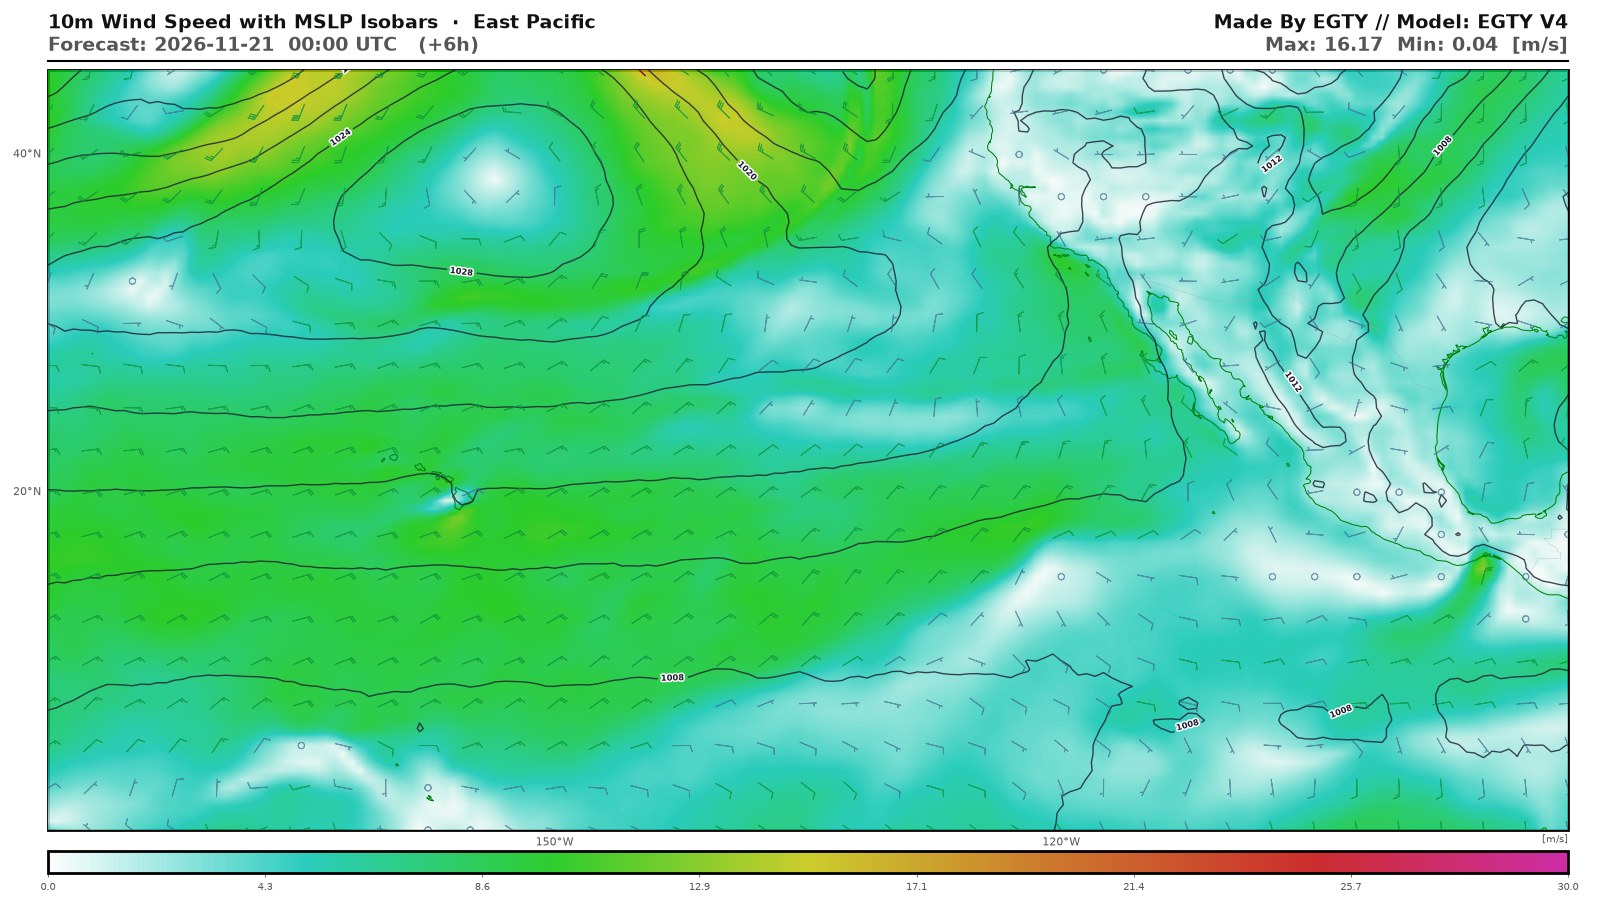 10m Wind Speed with MSLP Isobars · East Pacific
Made By EGTY // Model: EGTY V4
Forecast: 2026-11-21 00:00 UTC (+6h)
Max: 16.17 Min: 0.04 [m/s]
1024
1008
40°N
1012
1020
1028
1012
20°N
1008
1008
1008
150°W
120°W
[m/s]
0.0
4.3
8.6
12.9
17.1
21.4
25.7
30.0